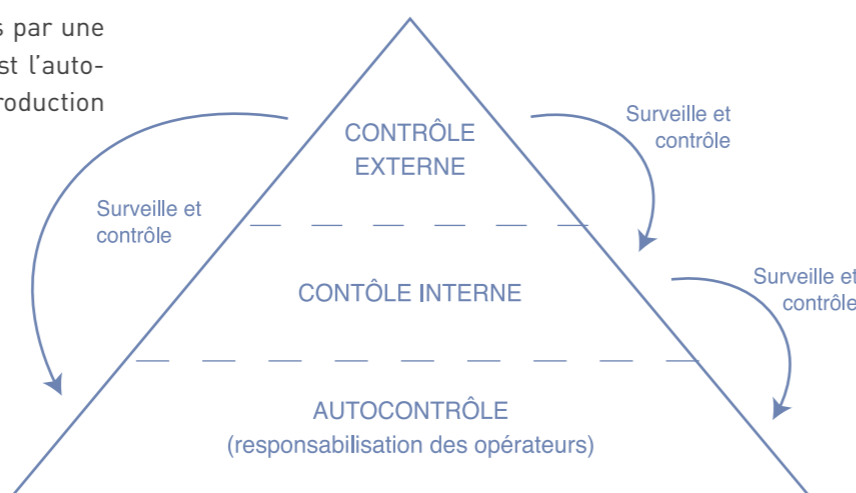 s par une
st l'auto-
roduction
CONTRÔLE
EXTERNE
Surveille et
contrôle
Surveille et
contrôle
CONTÔLE INTERNE
Surveille et
contrôle
AUTOCONTRÔLE
(responsabilisation des opérateurs)